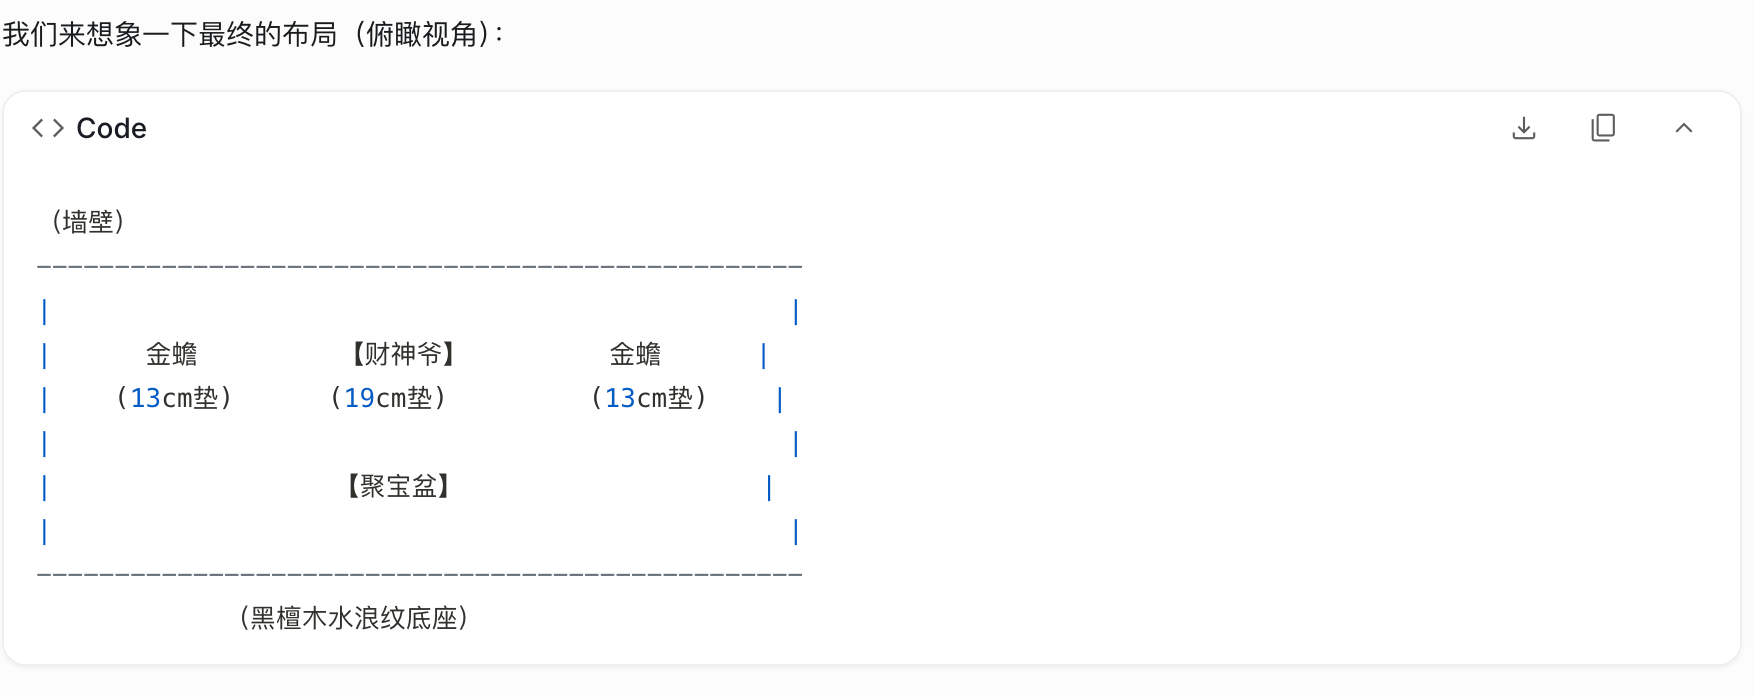 我们来想象一下最终的布局（俯瞰视角）：
<> Code
（墙壁）
-------------------------------------------------
|                                               |
|      金蟾         【财神爷】         金蟾      |
|    (13cm垫)      (19cm垫)         (13cm垫)    |
|                                               |
|                  【聚宝盆】                    |
|                                               |
-------------------------------------------------
（黑檀木水浪纹底座）